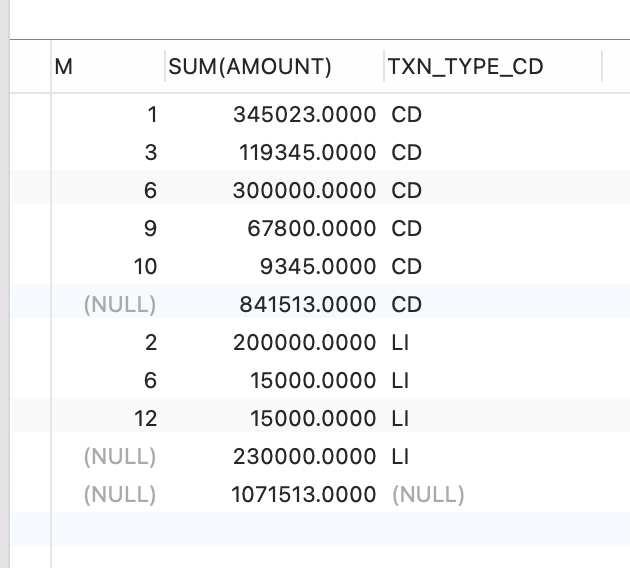 M SUM(AMOUNT) TXN_TYPE_CD
1 345023.0000 CD
3 119345.0000 CD
6 300000.0000 CD
9 67800.0000 CD
10 9345.0000 CD
(NULL) 841513.0000 CD
2 200000.0000 LI
6 15000.0000 LI
12 15000.0000 LI
(NULL) 230000.0000 LI
(NULL) 1071513.0000 (NULL)